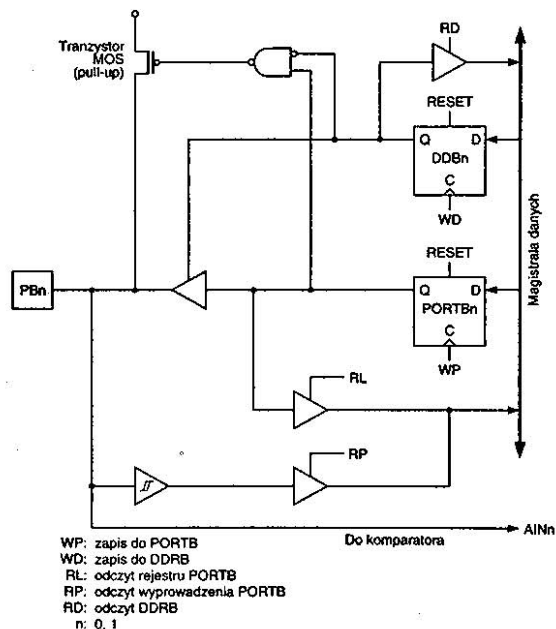 Tranzystor
MOS
(pull-up)
RD
RESET
Q D
DDBn
C
WD
Magistrala danych
RESET
PBn
Q D
PORTBn
C
WP
RL
RP
Do komparatora
AINn
WP: zapis do PORTB
WD: zapis do DDRB
RL: odczyt rejestru PORTB
RP: odczyt wyprowadzenia PORTB
RD: odczyt DDRB
n: 0, 1